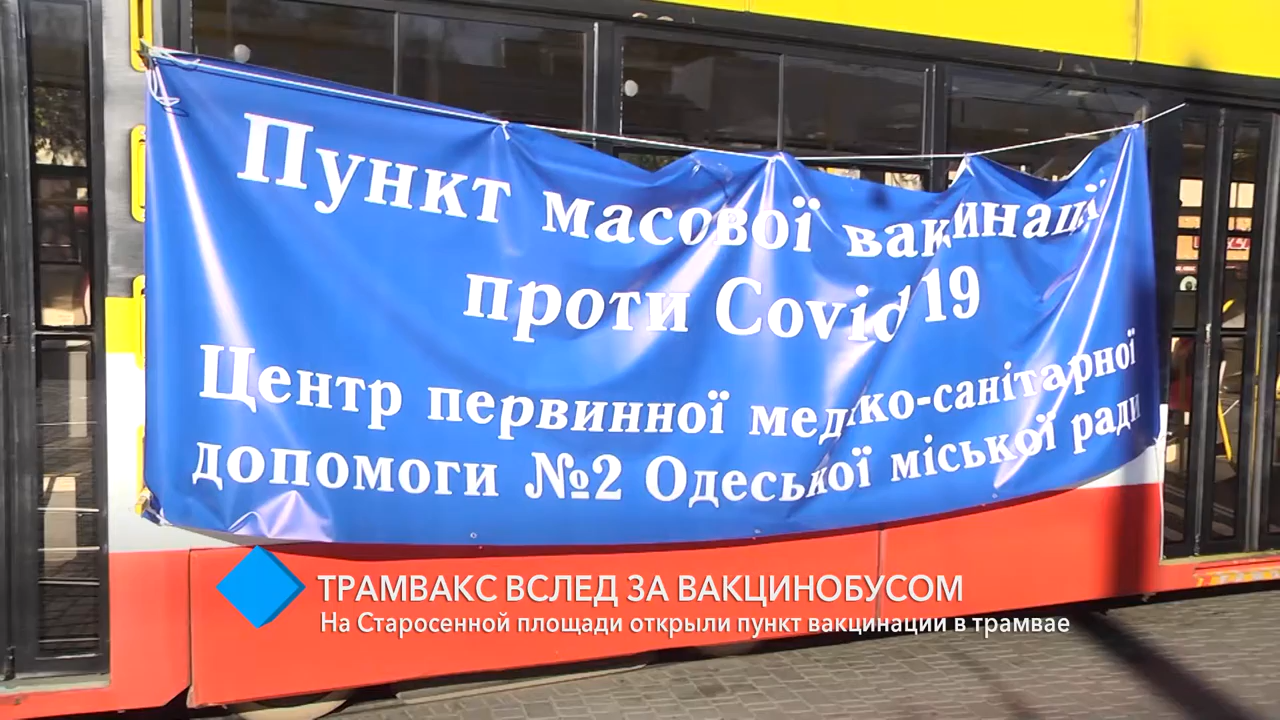 Пункт масової вакцинації
проти Covid 19
Центр первинної медико-санітарної
допомоги №2 Одеської міської ради
ТРАМВАКС ВСЛЕД ЗА ВАКЦИНОБУСОМ
На Старосенной площади открыли пункт вакцинации в трамвае